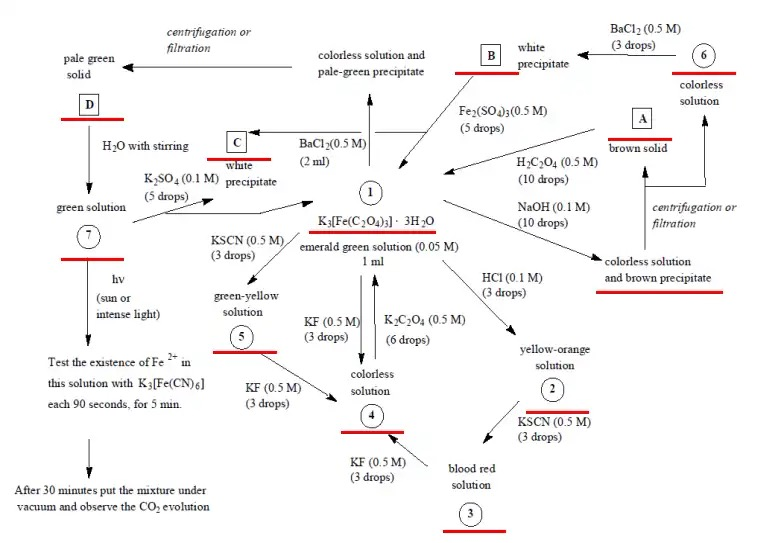 centrifugation or
filtration
pale green
solid
D
colorless solution and
pale-green precipitate
B
white
precipitate
BaCl2 (0.5 M)
(3 drops)
6
colorless
solution
Fe2(SO4)3(0.5 M)
(5 drops)
A
brown solid
H2O with stirring
C
white
precipitate
BaCl2(0.5 M)
(2 ml)
H2C2O4 (0.5 M)
(10 drops)
K2SO4 (0.1 M)
(5 drops)
1
NaOH (0.1 M)
(10 drops)
centrifugation or
filtration
green solution
7
K3[Fe(C2O4)3] · 3H2O
emerald green solution (0.05 M)
1 ml
KSCN (0.5 M)
(3 drops)
colorless solution
and brown precipitate
hν
(sun or
intense light)
green-yellow
solution
5
KF (0.5 M)
(3 drops)
K2C2O4 (0.5 M)
(6 drops)
HCl (0.1 M)
(3 drops)
Test the existence of Fe 2+ in
this solution with K3[Fe(CN)6]
each 90 seconds, for 5 min.
KF (0.5 M)
(3 drops)
colorless
solution
4
yellow-orange
solution
2
KSCN (0.5 M)
(3 drops)
KF (0.5 M)
(3 drops)
blood red
solution
3
After 30 minutes put the mixture under
vacuum and observe the CO2 evolution